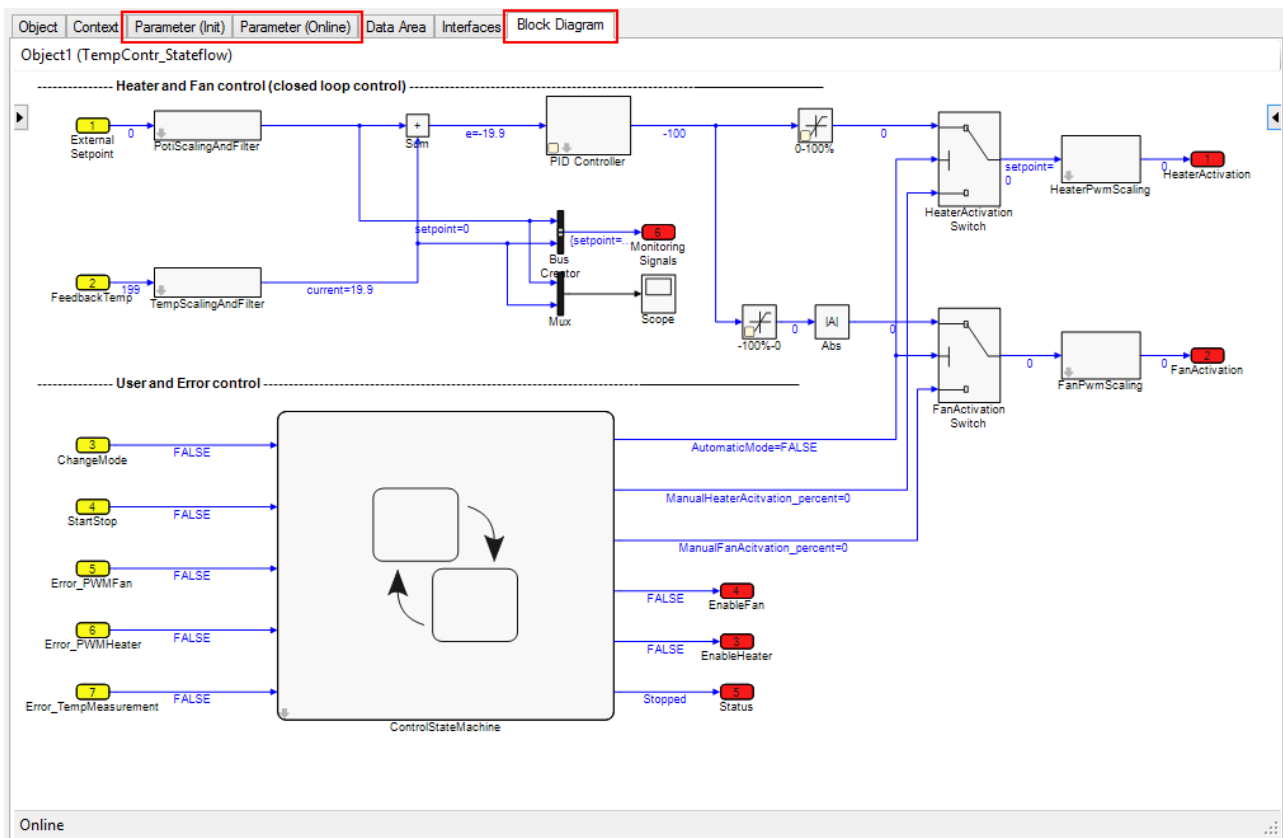 Object Context Parameter (Init) Parameter (Online) Data Area Interfaces Block Diagram
Object1 (TempContr_Stateflow)
--------------- Heater and Fan control (closed loop control) ---------------
1
External
Setpoint
0
PotiScalingAndFilter
+
Sum
e=-19.9
PID Controller
-100
0-100%
0
HeaterActivation
Switch
setpoint=
0
HeaterPwmScaling
0
1
HeaterActivation
setpoint=0
Bus
Creator
{setpoint=...
6
Monitoring
Signals
2
FeedbackTemp
199
TempScalingAndFilter
current=19.9
Mux
Scope
-100%-0
0
|A|
Abs
0
FanActivation
Switch
0
FanPwmScaling
0
2
FanActivation
--------------- User and Error control ---------------
3
ChangeMode
FALSE
4
StartStop
FALSE
5
Error_PWMFan
FALSE
6
Error_PWMHeater
FALSE
7
Error_TempMeasurement
FALSE
ControlStateMachine
AutomaticMode=FALSE
ManualHeaterAcitvation_percent=0
ManualFanAcitvation_percent=0
FALSE
4
EnableFan
FALSE
3
EnableHeater
Stopped
5
Status
Online